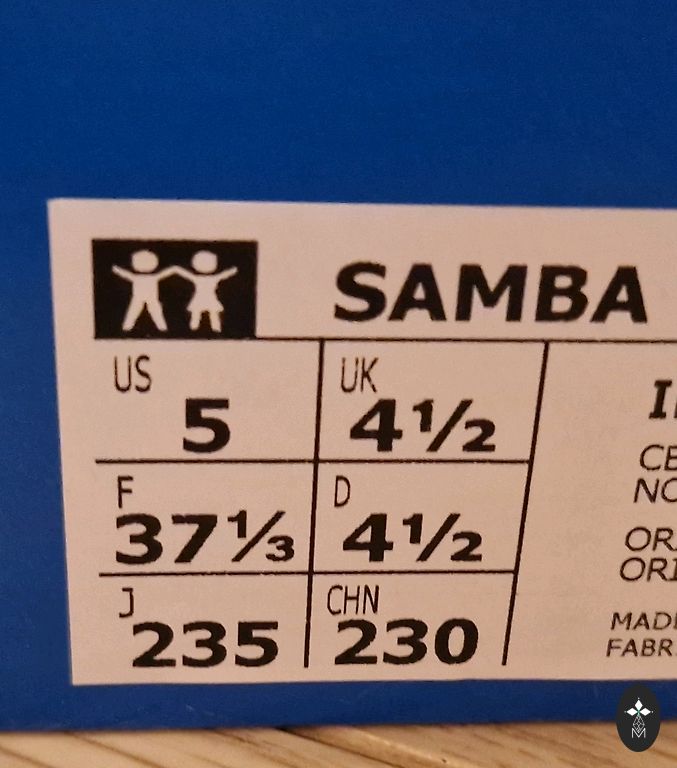 SAMBA
US 5 UK 4½
F 37⅓ D 4½
J 235 CHN 230
M